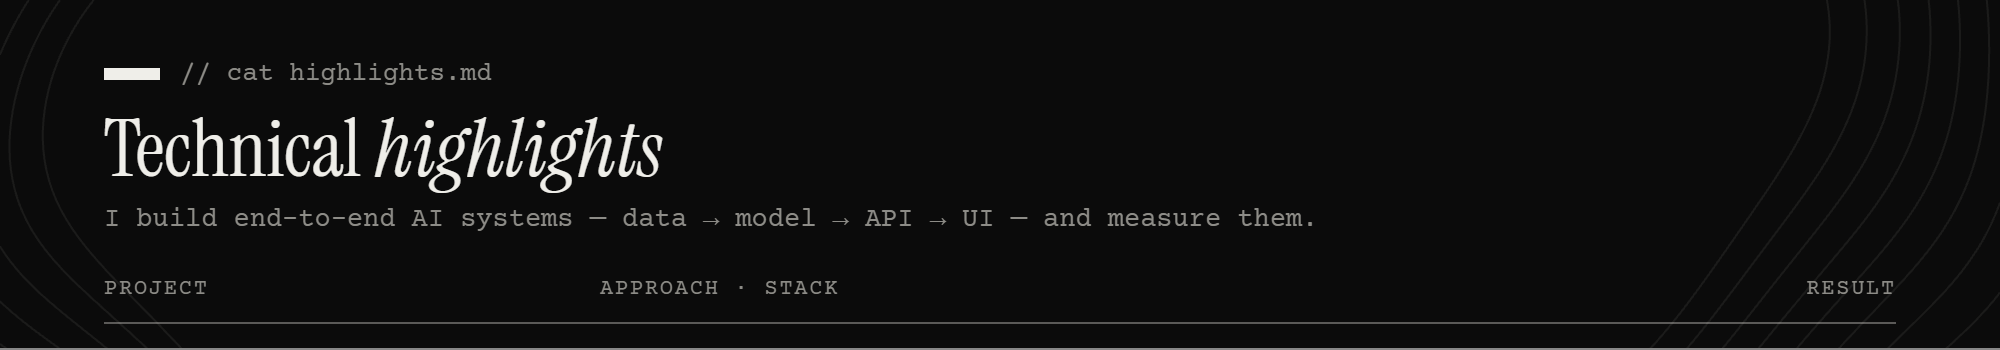 // cat highlights.md
Technical highlights
I build end-to-end AI systems — data → model → API → UI — and measure them.
PROJECT APPROACH · STACK RESULT